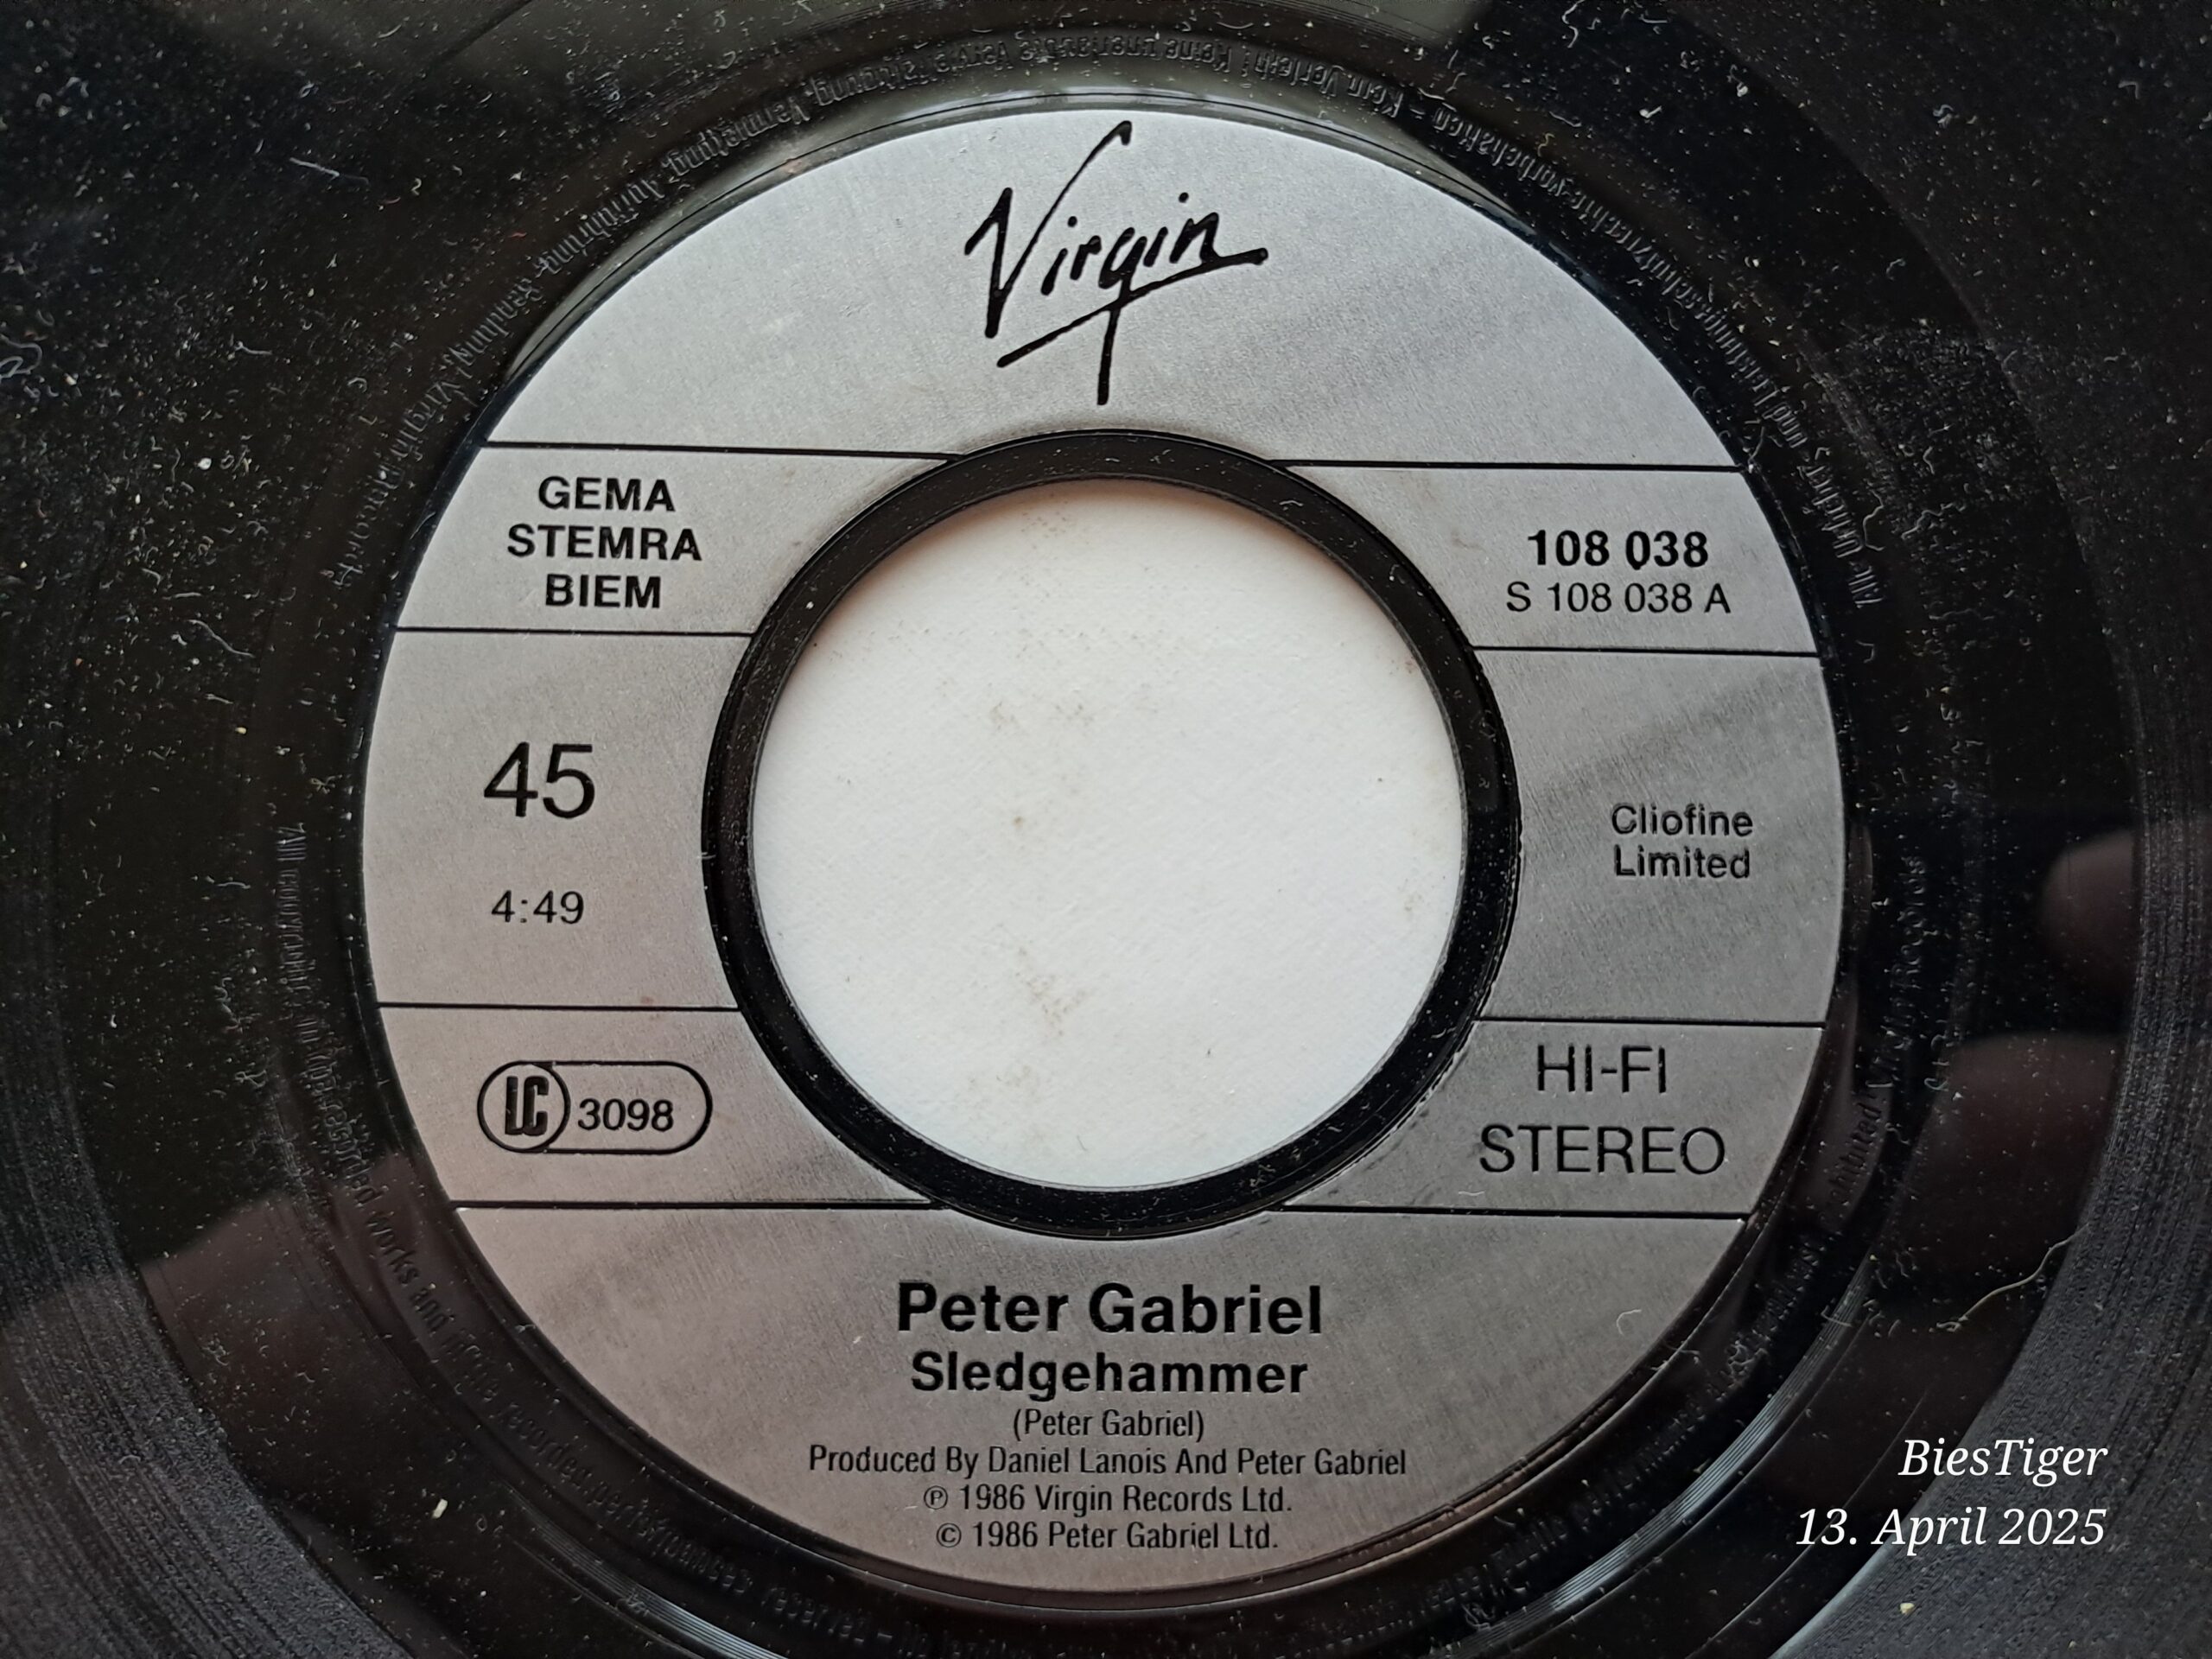 Virgin
GEMA
STEMRA
BIEM
108 038
S 108 038 A
45
4:49
Cliofine
Limited
LC 3098
HI-FI
STEREO
Peter Gabriel
Sledgehammer
(Peter Gabriel)
Produced By Daniel Lanois And Peter Gabriel
℗ 1986 Virgin Records Ltd.
© 1986 Peter Gabriel Ltd.
BiesTiger
13. April 2025